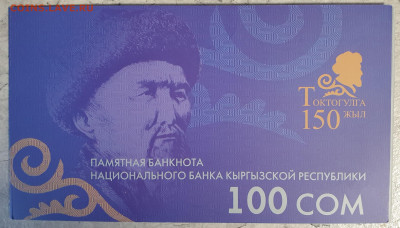 ТОКТОГУЛГА
150 ЖЫЛ
ПАМЯТНАЯ БАНКНОТА
НАЦИОНАЛЬНОГО БАНКА КЫРГЫЗСКОЙ РЕСПУБЛИКИ
100 СОМ